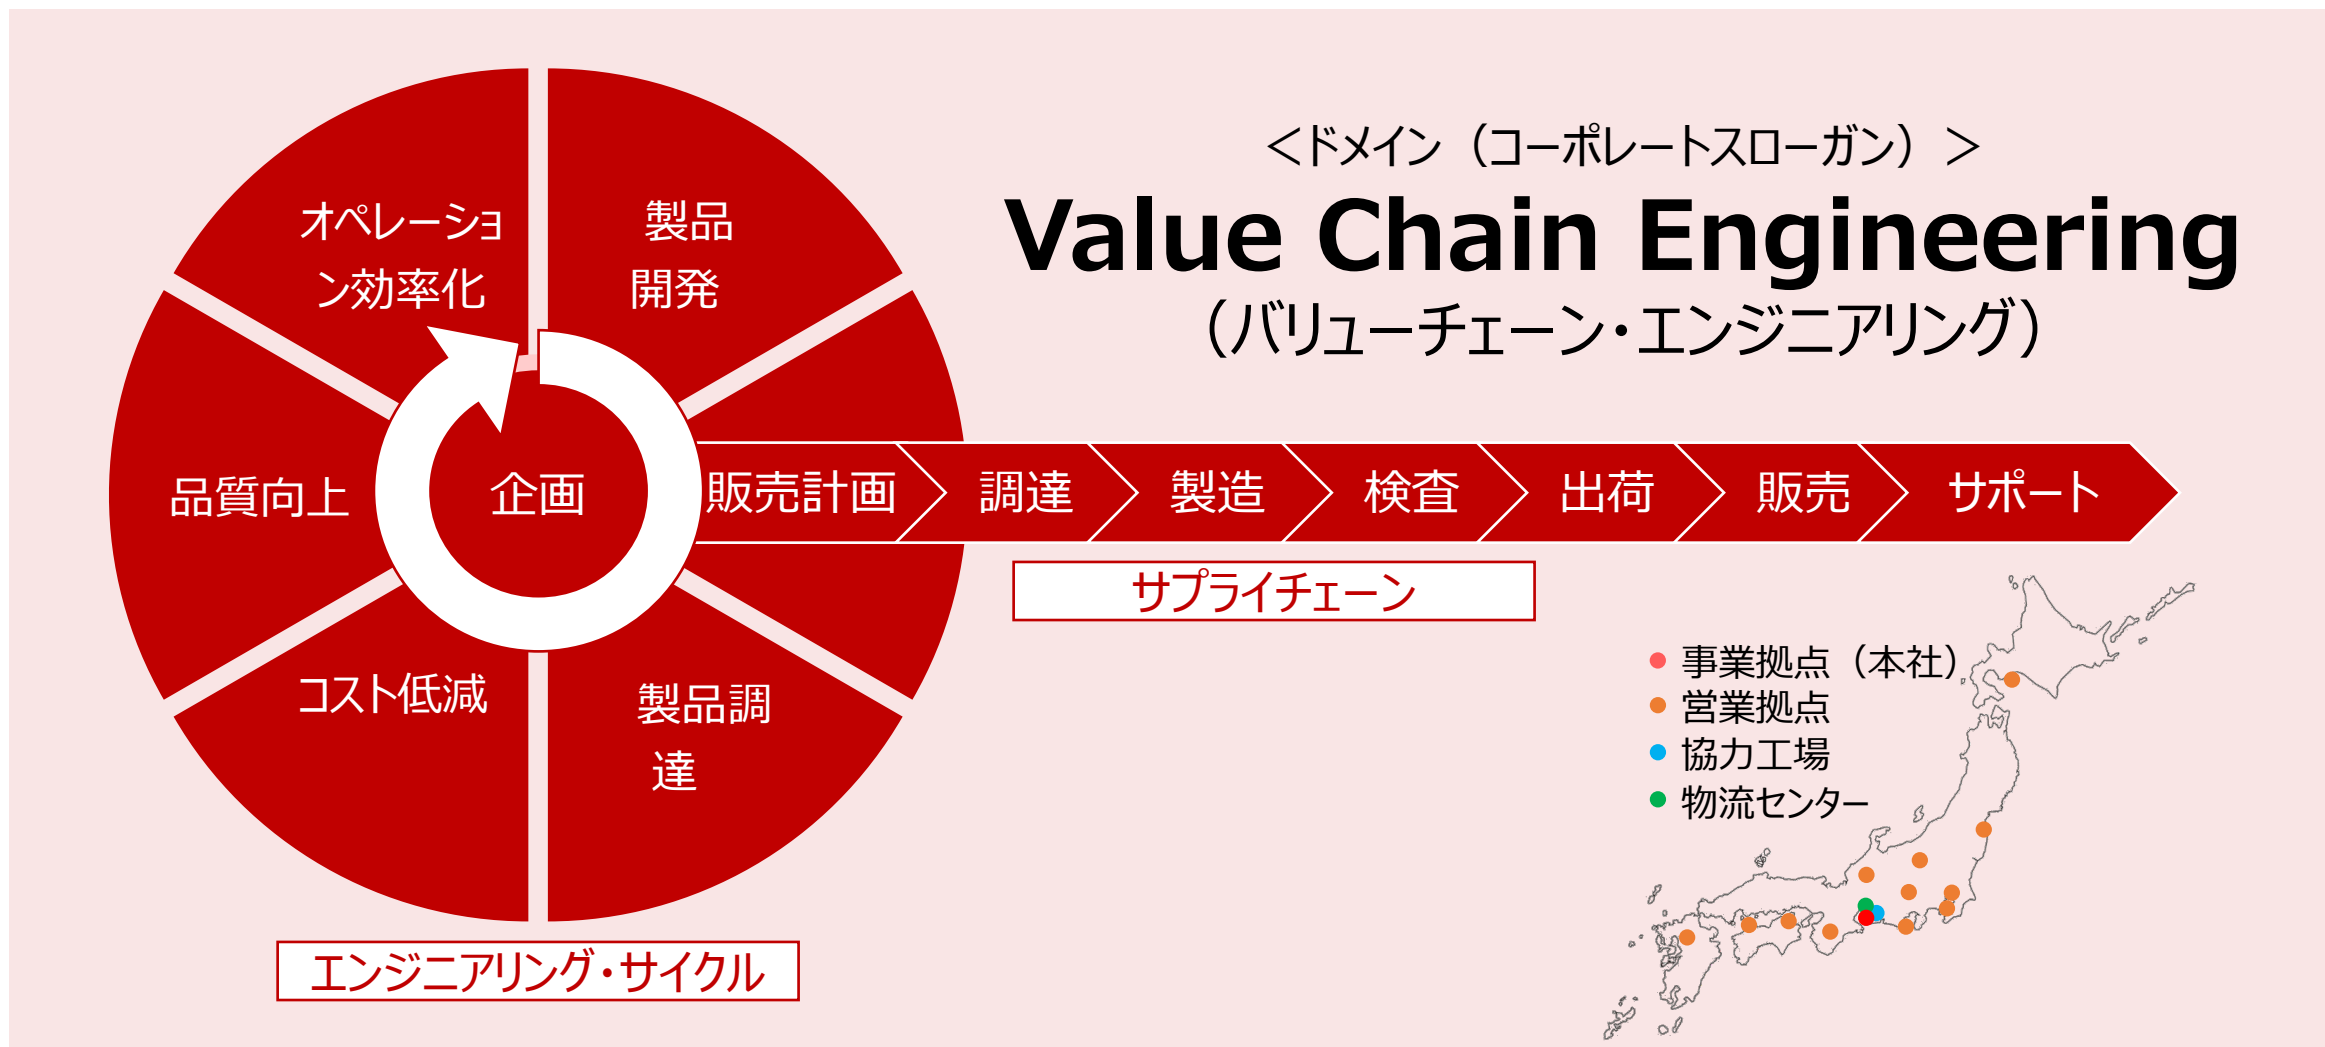 ＜ドメイン（コーポレートスローガン）＞
Value Chain Engineering
（バリューチェーン・エンジニアリング）
オペレーショ
ン効率化
製品
開発
品質向上
企画
販売計画
調達
製造
検査
出荷
販売
サポート
サプライチェーン
コスト低減
製品調
達
エンジニアリング・サイクル
事業拠点（本社）
営業拠点
協力工場
物流センター